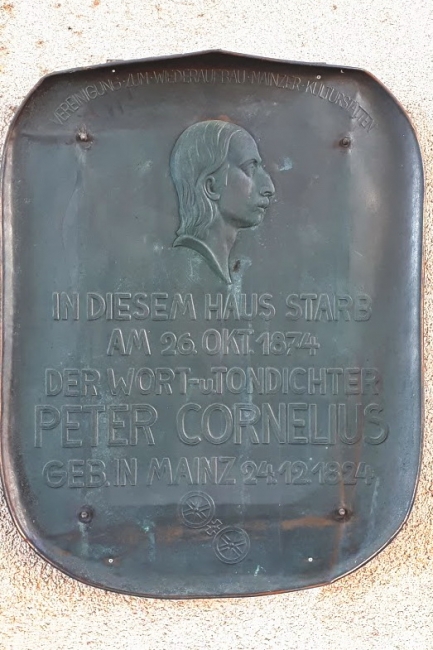 VEREINIGUNG·ZUM·WIEDERAUFBAU·MAINZER·KULTURSTÄTTEN
IN DIESEM HAUS STARB
AM 26. OKT. 1874
DER WORT-u.TONDICHTER
PETER CORNELIUS
GEB. IN MAINZ 24.12.1824